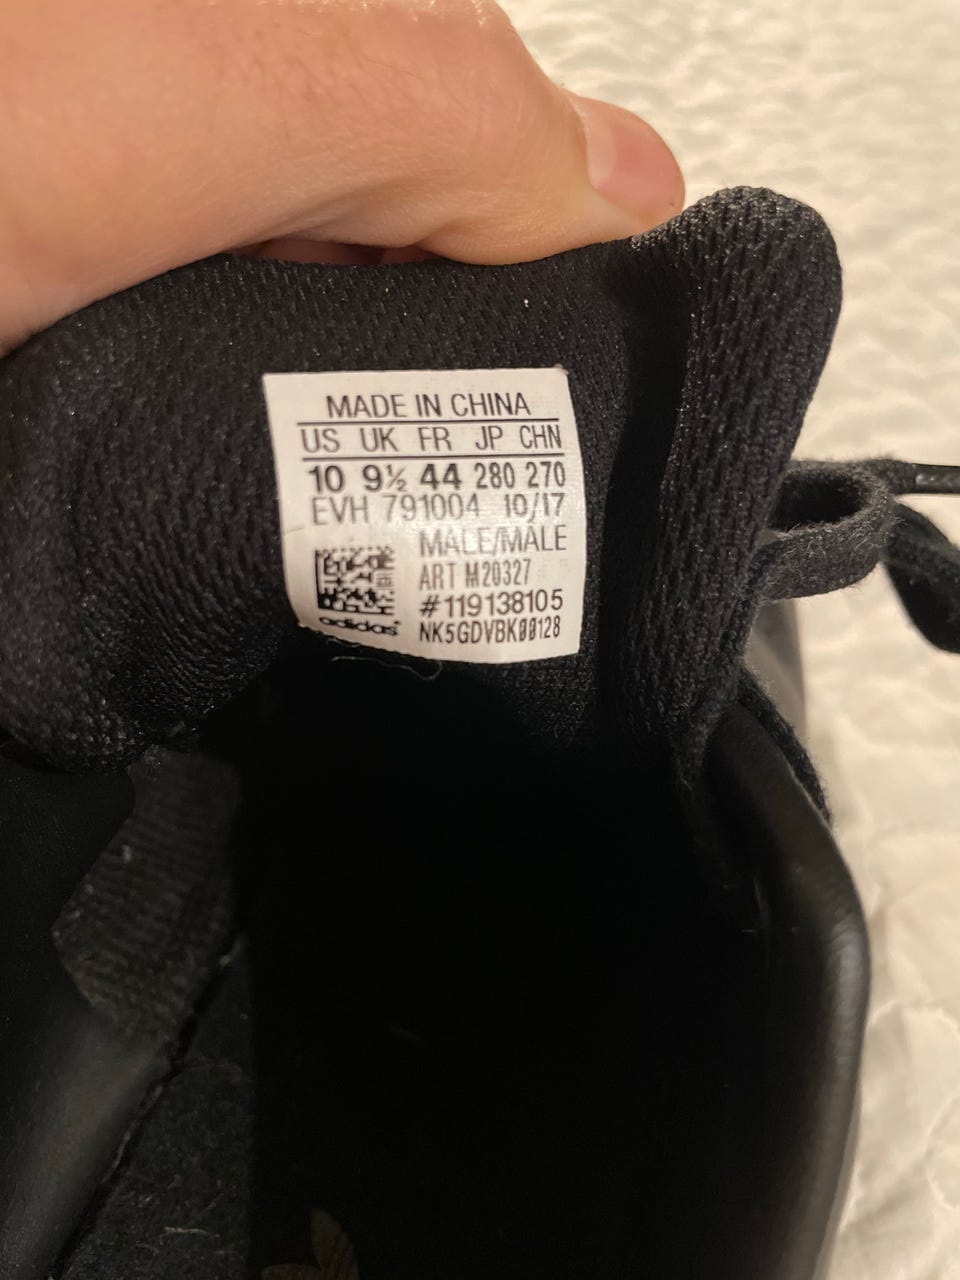 MADE IN CHINA
US UK FR JP CHN
10 9½ 44 280 270
EVH 791004 10/17
MALE/MALE
ART M20327
#119138105
adidas NK5GDVBK00128